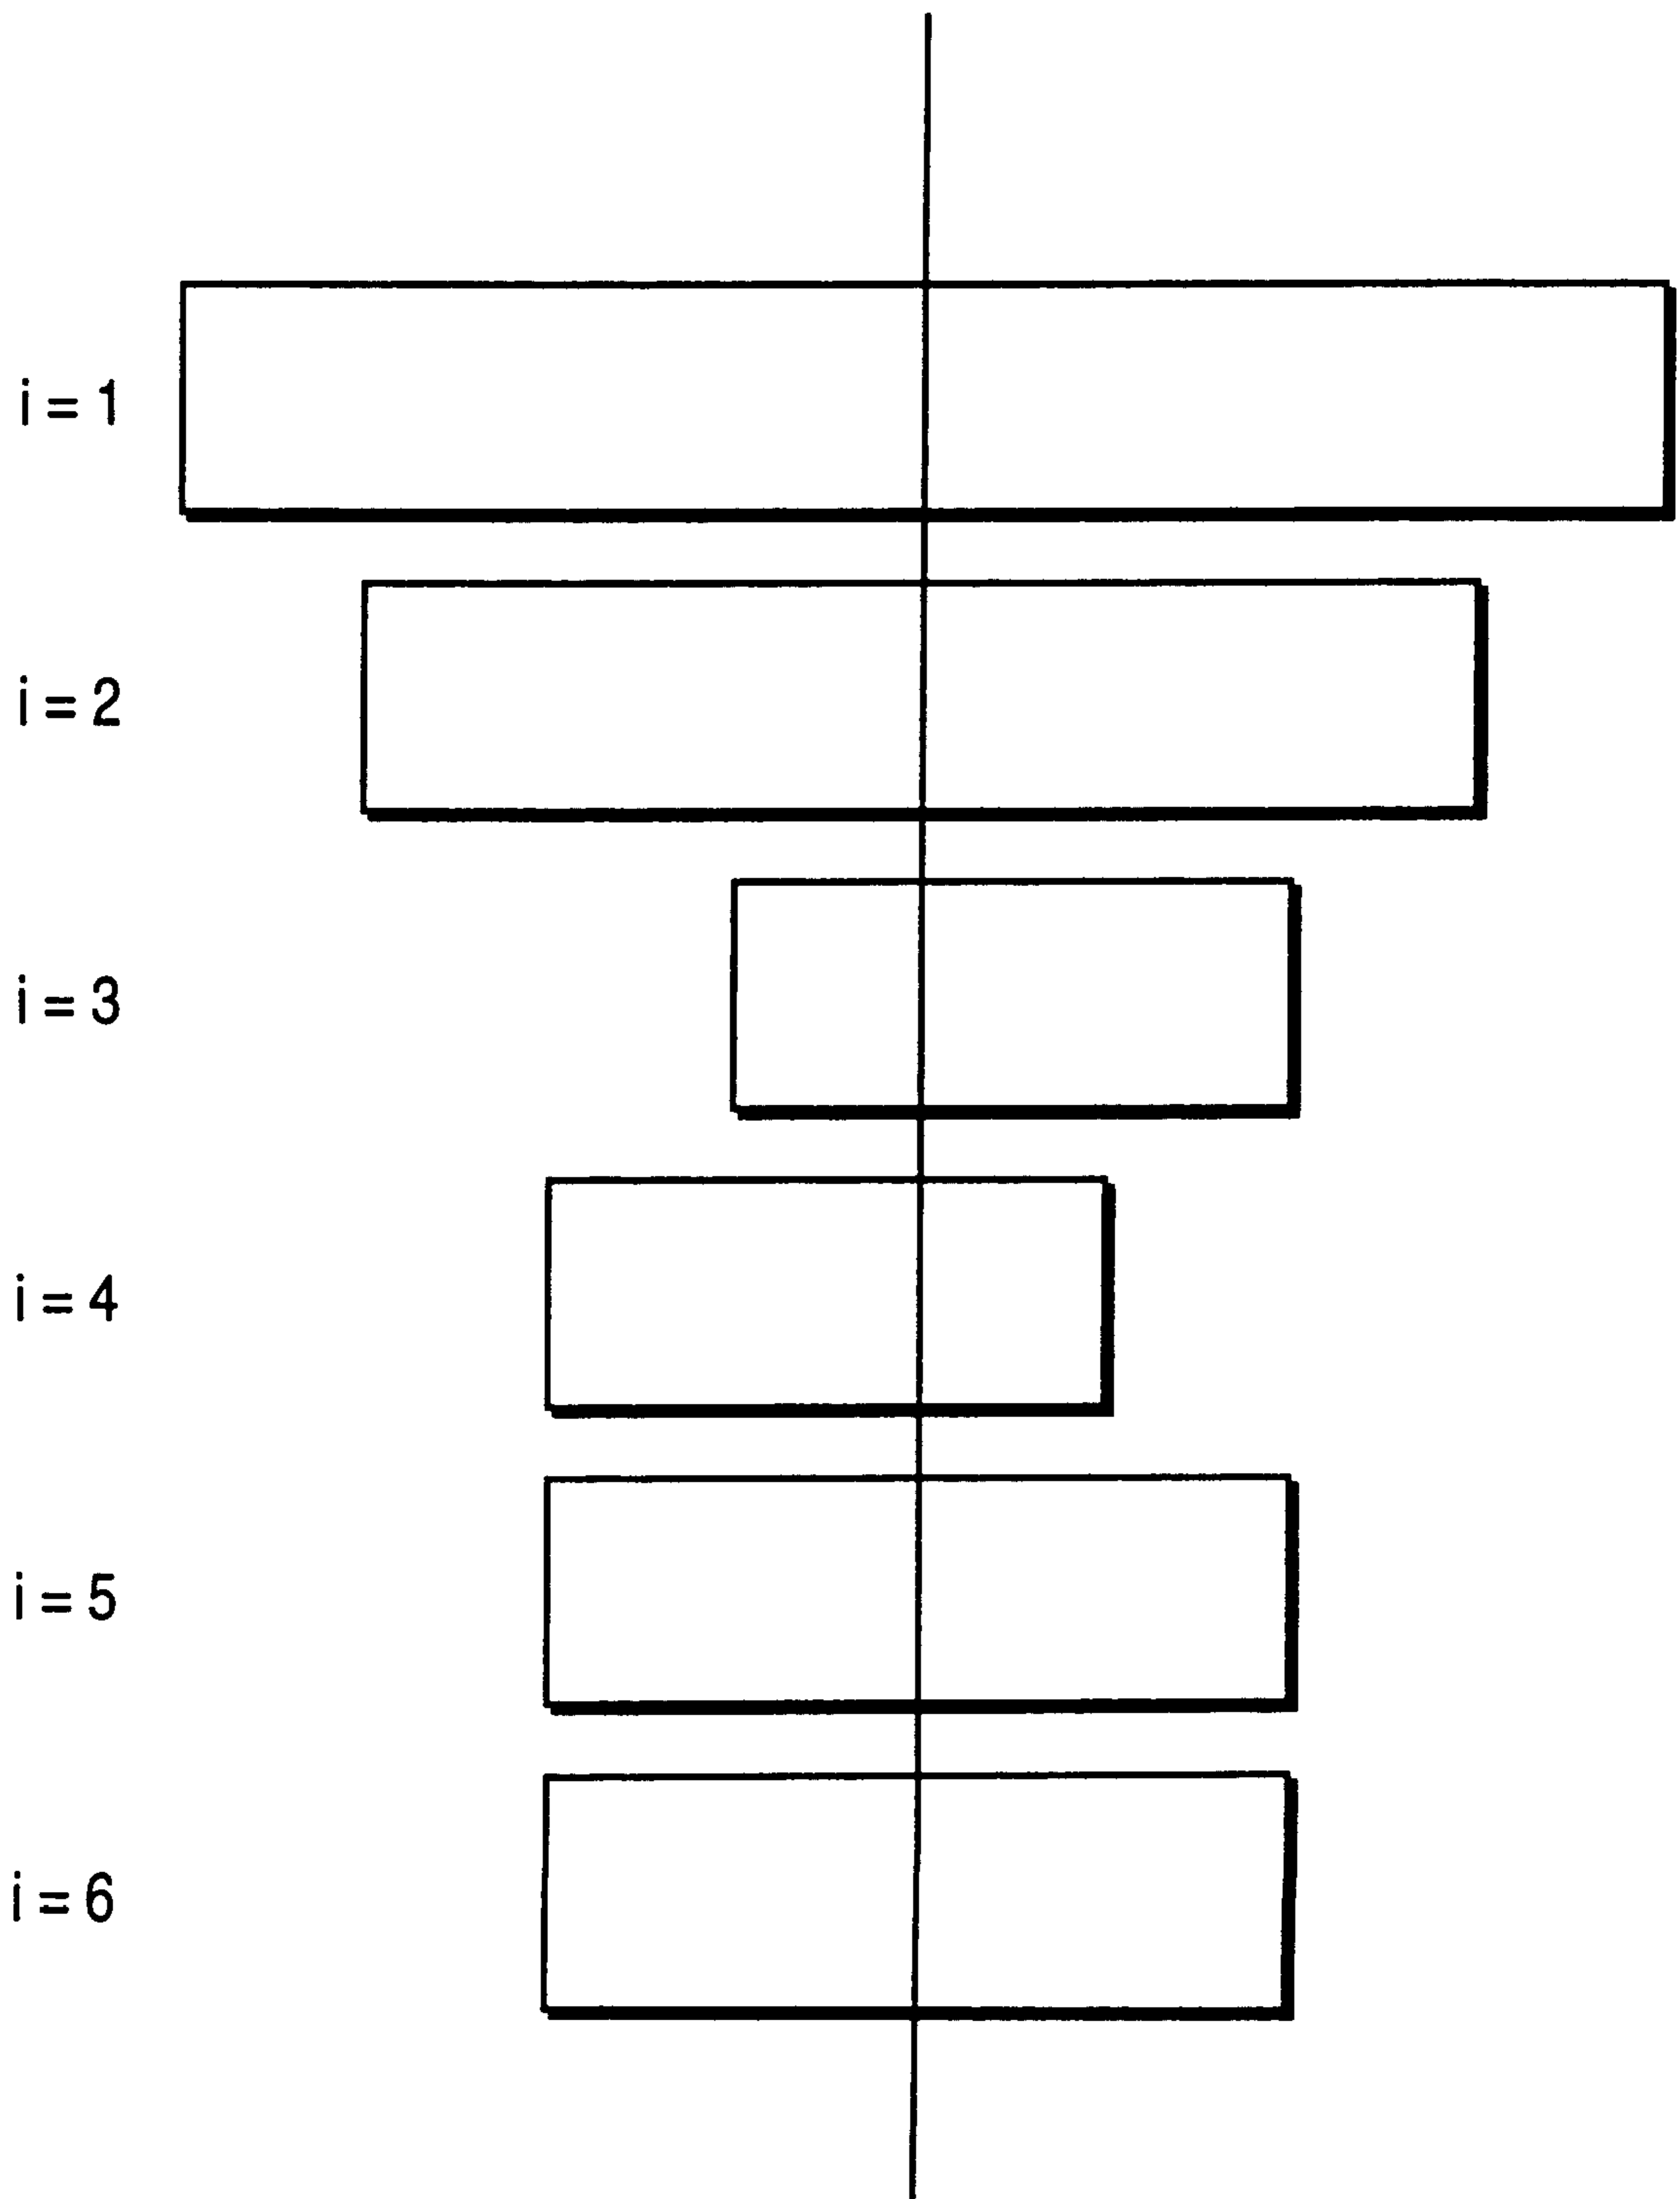 i = 1
i = 2
i = 3
i = 4
i = 5
i = 6